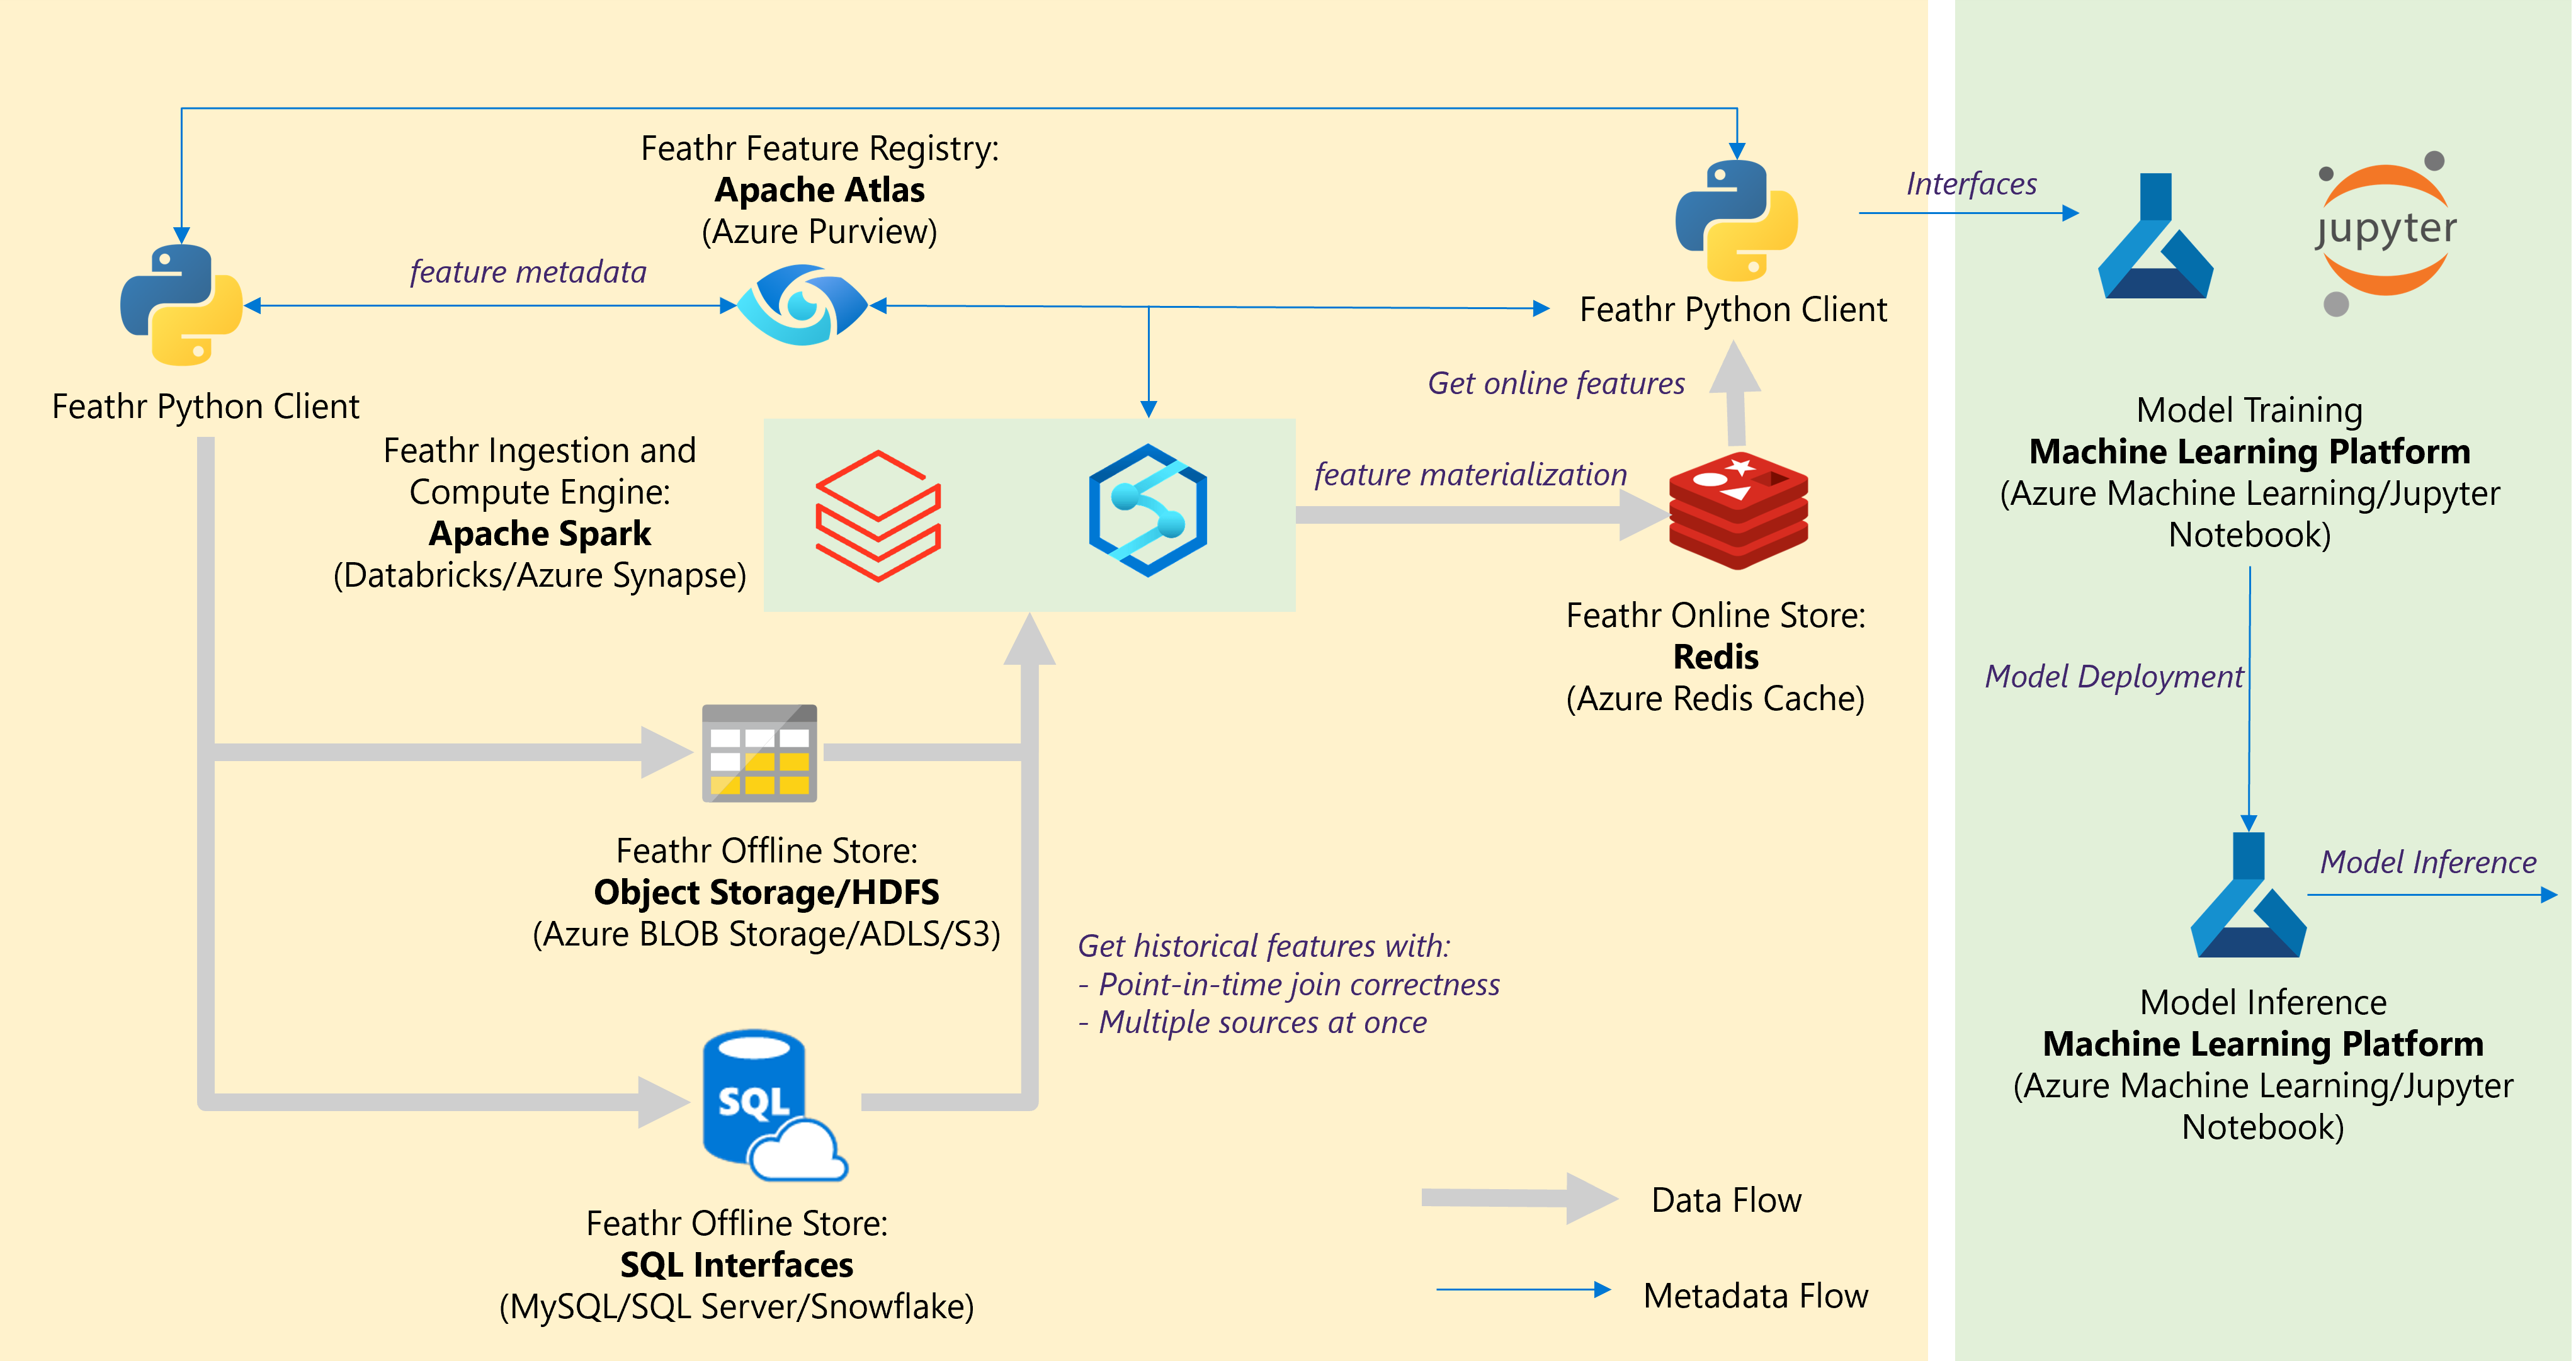 Feathr Feature Registry:
Apache Atlas
(Azure Purview)
feature metadata
Feathr Python Client
Feathr Python Client
Interfaces
jupyter
Get online features
Feathr Ingestion and
Compute Engine:
Apache Spark
(Databricks/Azure Synapse)
feature materialization
Feathr Online Store:
Redis
(Azure Redis Cache)
Model Training
Machine Learning Platform
(Azure Machine Learning/Jupyter
Notebook)
Model Deployment
Feathr Offline Store:
Object Storage/HDFS
(Azure BLOB Storage/ADLS/S3)
Get historical features with:
- Point-in-time join correctness
- Multiple sources at once
SQL
Feathr Offline Store:
SQL Interfaces
(MySQL/SQL Server/Snowflake)
Model Inference
Model Inference
Machine Learning Platform
(Azure Machine Learning/Jupyter
Notebook)
Data Flow
Metadata Flow